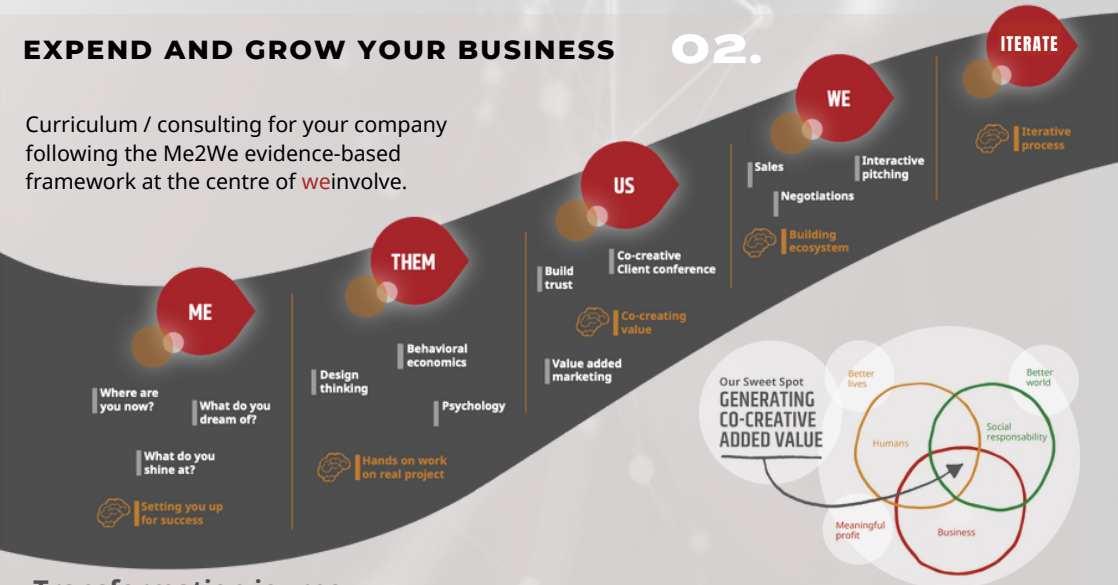 EXPEND AND GROW YOUR BUSINESS
02.
Curriculum / consulting for your company
following the Me2We evidence-based
framework at the centre of weinvolve.
ME
Where are
you now?
What do you
dream of?
What do you
shine at?
Setting you up
for success
THEM
Behavioral
economics
Design
thinking
Psychology
Hands on work
on real project
US
Co-creative
Client conference
Build
trust
Co-creating
value
Value added
marketing
WE
Sales
Interactive
pitching
Negotiations
Building
ecosystem
ITERATE
Iterative
process
Our Sweet Spot
GENERATING
CO-CREATIVE
ADDED VALUE
Better
lives
Better
world
Humans
Social
responsability
Meaningful
profit
Business